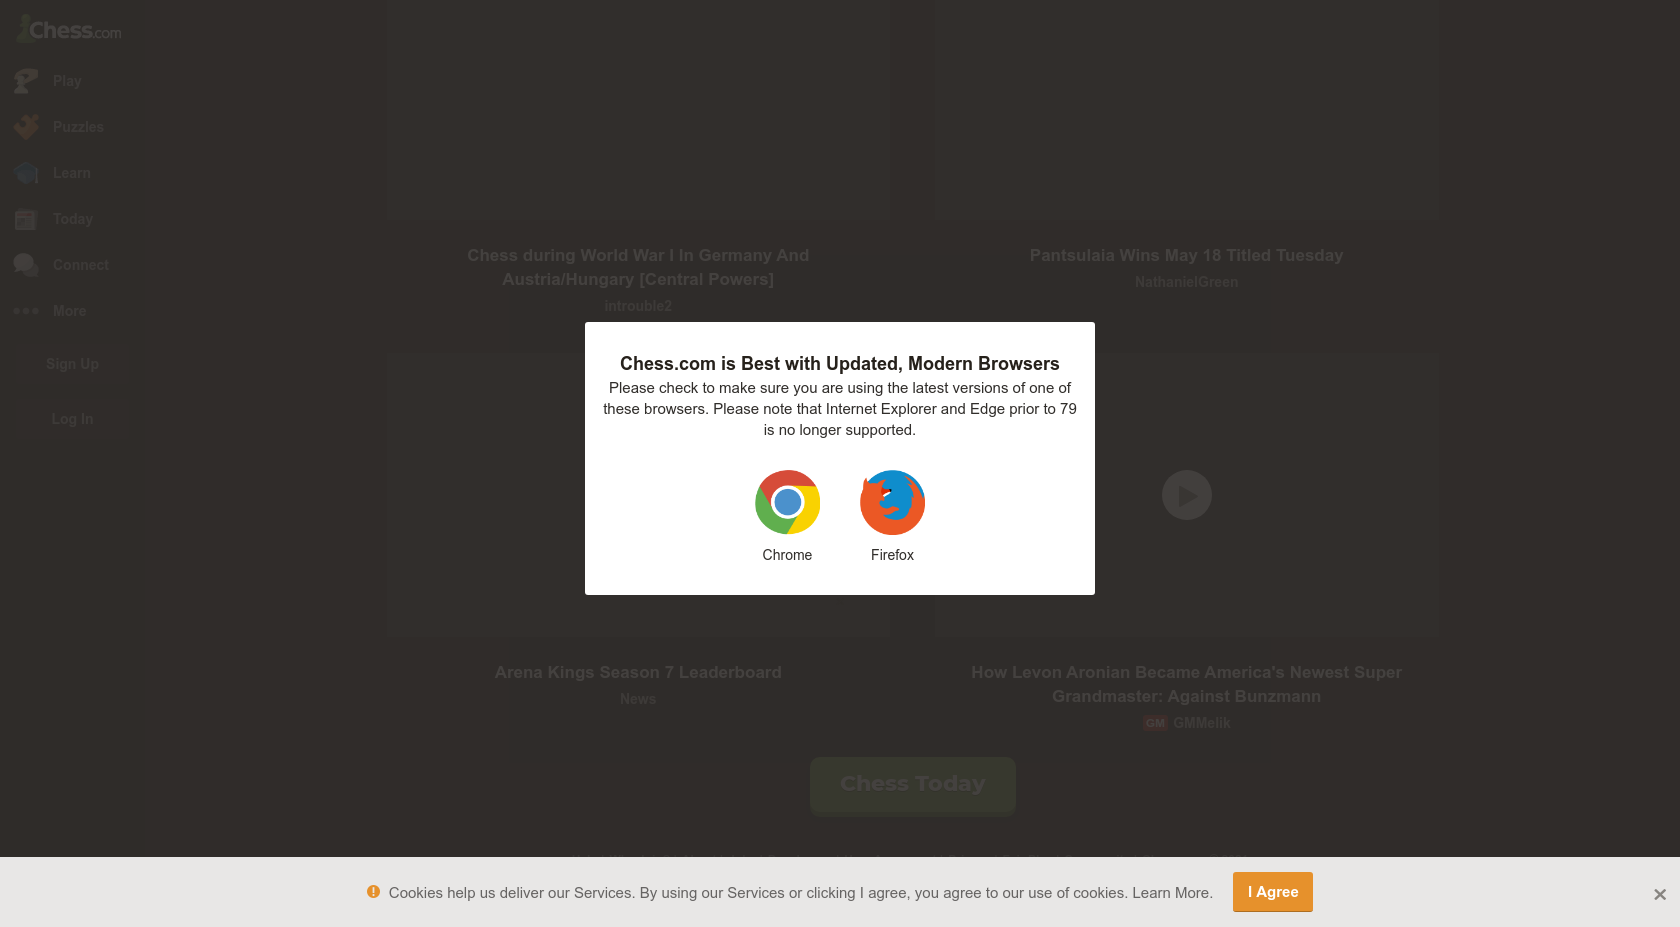 Chess.com
Play
Puzzles
Learn
Today
Connect
More
Sign Up
Log In
Chess during World War I In Germany And
Austria/Hungary [Central Powers]
introuble2
Pantsulaia Wins May 18 Titled Tuesday
NathanielGreen
Chess.com is Best with Updated, Modern Browsers
Please check to make sure you are using the latest versions of one of
these browsers. Please note that Internet Explorer and Edge prior to 79
is no longer supported.
Chrome
Firefox
Arena Kings Season 7 Leaderboard
News
How Levon Aronian Became America's Newest Super
Grandmaster: Against Bunzmann
GM GMMelik
Chess Today
Cookies help us deliver our Services. By using our Services or clicking I agree, you agree to our use of cookies. Learn More.
I Agree